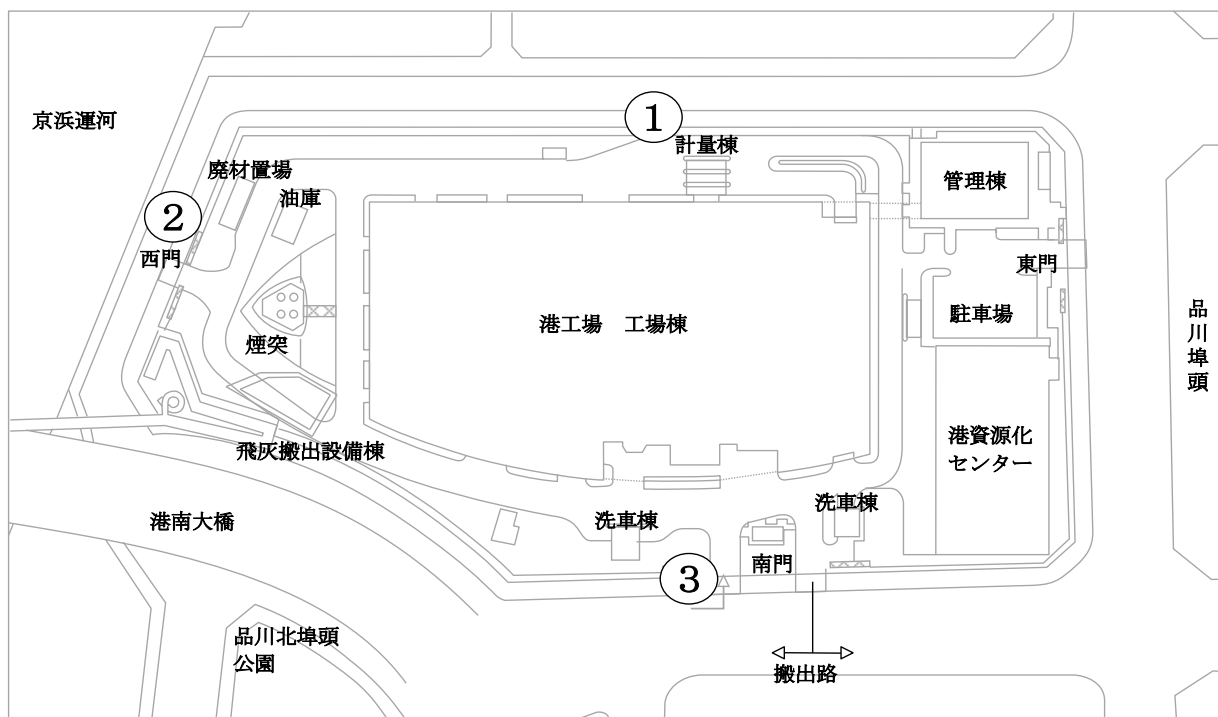 京浜運河
①
計量棟
廃材置場
油庫
管理棟
②
西門
東門
品川埠頭
港工場　工場棟
駐車場
煙突
港資源化
センター
飛灰搬出設備棟
港南大橋
洗車棟
洗車棟
③
南門
品川北埠頭
公園
搬出路